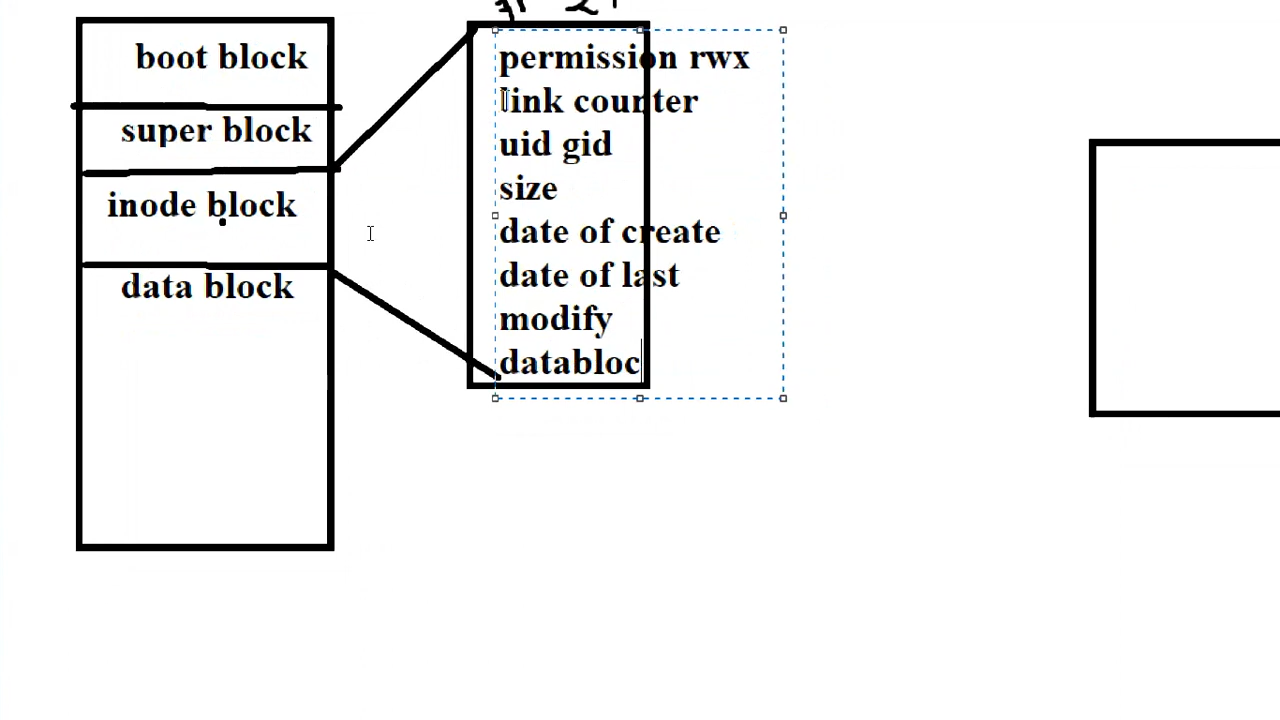 boot block
super block
inode block
data block
permission rwx
link counter
uid gid
size
date of create
date of last
modify
databloc